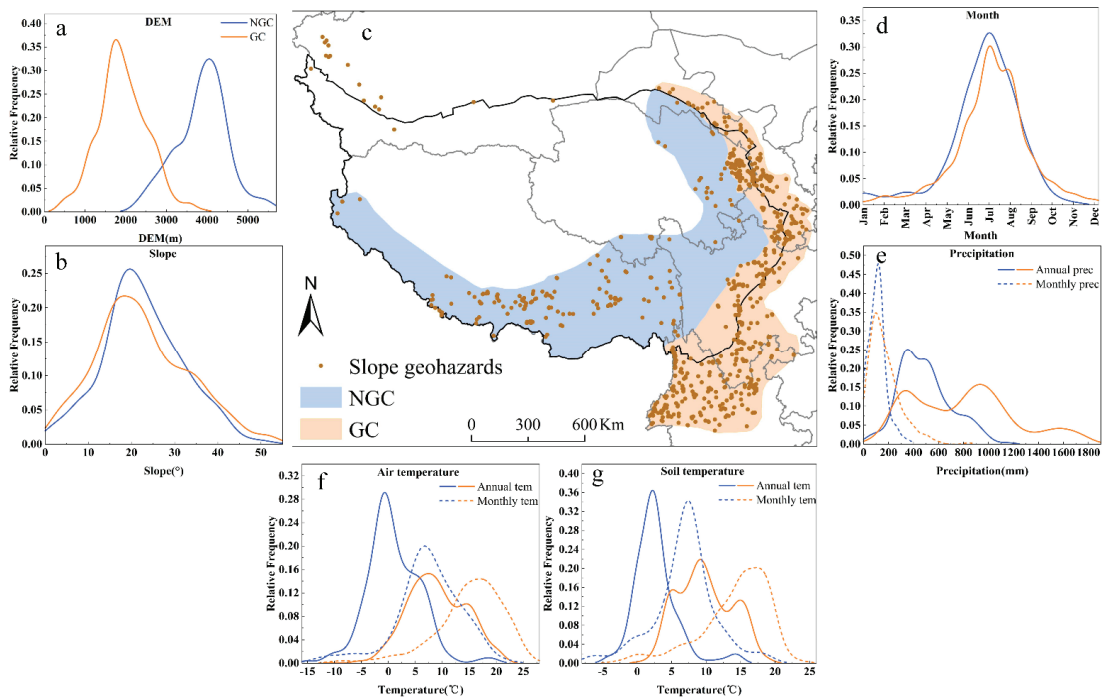 a
DEM
NGC
GC
Relative Frequency
0.40
0.35
0.30
0.25
0.20
0.15
0.10
0.05
0.00
0 1000 2000 3000 4000 5000
DEM(m)
b
Slope
Relative Frequency
0.25
0.20
0.15
0.10
0.05
0.00
0 10 20 30 40 50
Slope(°)
c
N
Slope geohazards
NGC
GC
0 300 600 Km
d
Month
Relative Frequency
0.35
0.30
0.25
0.20
0.15
0.10
0.05
0.00
Jan Feb Mar Apr May Jun Jul Aug Sep Oct Nov Dec
Month
e
Precipitation
Annual prec
Monthly prec
Relative Frequency
0.50
0.45
0.40
0.35
0.30
0.25
0.20
0.15
0.10
0.05
0.00
0 200 400 600 800 1000 1200 1400 1600 1800
Precipitation(mm)
f
Air temperature
Annual tem
Monthly tem
Relative Frequency
0.28
0.24
0.20
0.16
0.12
0.08
0.04
0.00
-15 -10 -5 0 5 10 15 20 25
Temperature(℃)
g
Soil temperature
Annual tem
Monthly tem
Relative Frequency
0.40
0.36
0.32
0.28
0.24
0.20
0.16
0.12
0.08
0.04
0.00
-5 0 5 10 15 20 25
Temperature(℃)